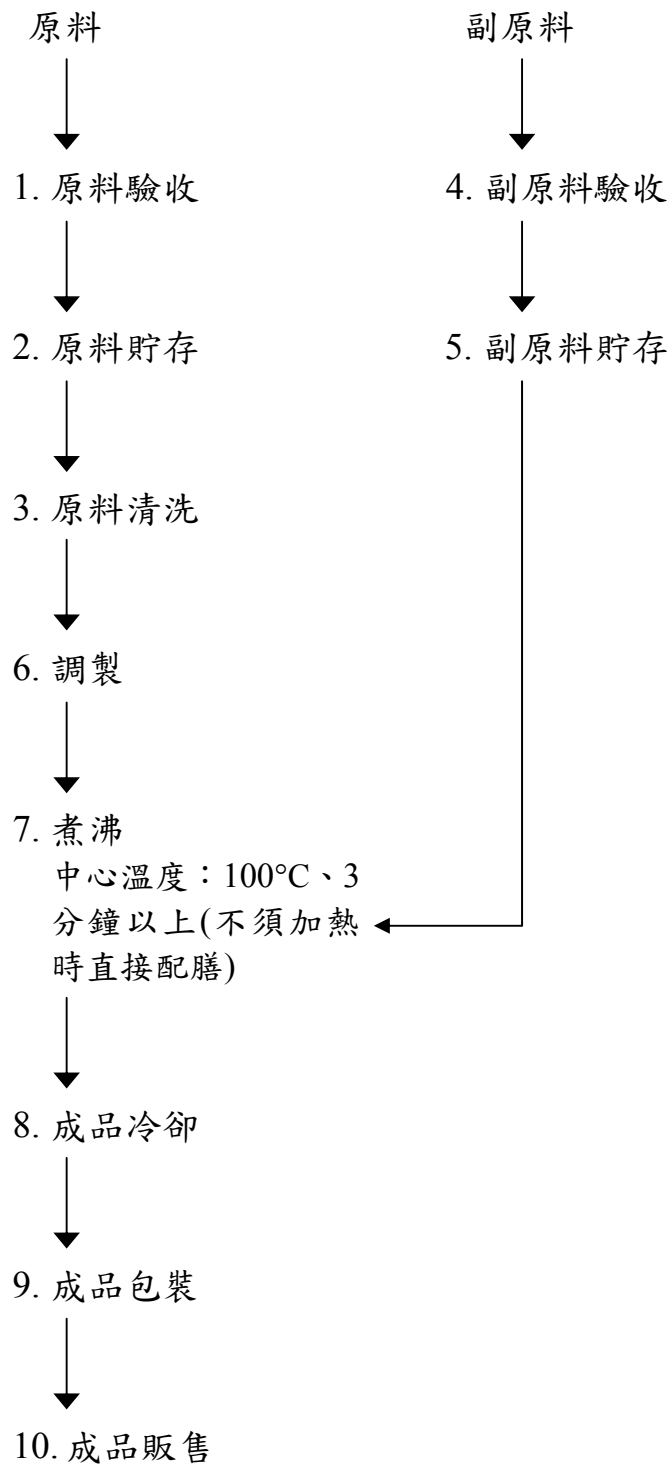 原料
副原料
1. 原料驗收
4. 副原料驗收
2. 原料貯存
5. 副原料貯存
3. 原料清洗
6. 調製
7. 煮沸
中心溫度：100°C、3
分鐘以上(不須加熱
時直接配膳)
8. 成品冷卻
9. 成品包裝
10. 成品販售